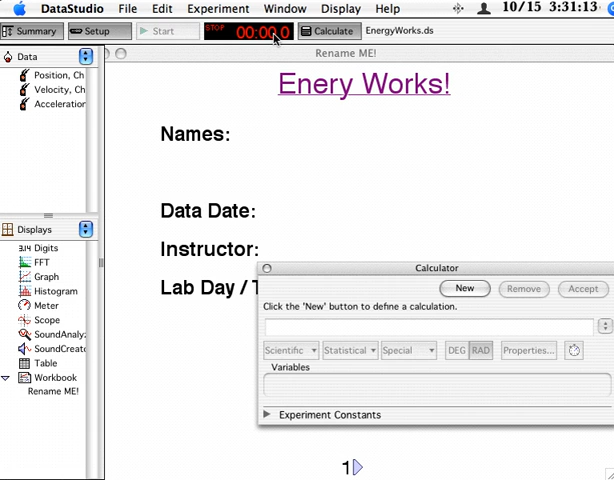 DataStudio File Edit Experiment Window Display Help 10/15 3:31:13
Summary Setup Start STOP 00:00.0 Calculate EnergyWorks.ds
Data
Position, Ch
Velocity, Ch
Acceleration
Rename ME!
Enery Works!
Names:
Data Date:
Instructor:
Lab Day / T
Displays
3.14 Digits
FFT
Graph
Histogram
Meter
Scope
SoundAnaly
SoundCreato
Table
Workbook
Rename ME!
Calculator
New Remove Accept
Click the 'New' button to define a calculation.
Scientific Statistical Special DEG RAD Properties...
Variables
Experiment Constants
1